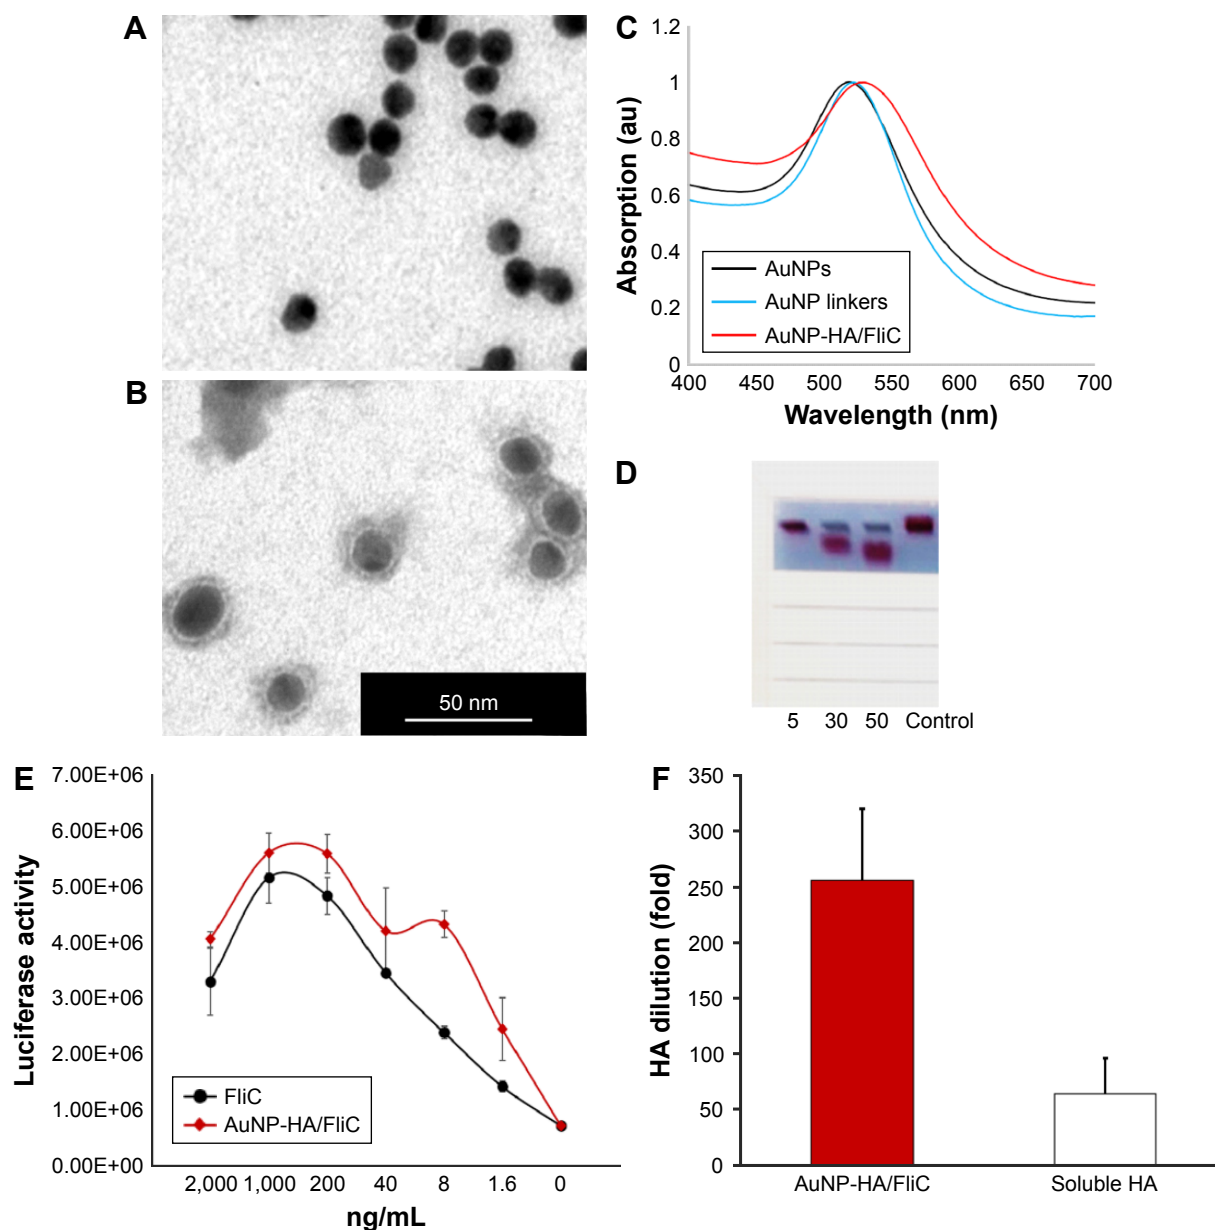 A
B
50 nm
C
1.2
1
0.8
0.6
0.4
0.2
0
Absorption (au)
AuNPs
AuNP linkers
AuNP-HA/FliC
400 450 500 550 600 650 700
Wavelength (nm)
D
5 30 50 Control
E
7.00E+06
6.00E+06
5.00E+06
4.00E+06
3.00E+06
2.00E+06
1.00E+06
0.00E+00
Luciferase activity
FliC
AuNP-HA/FliC
2,000 1,000 200 40 8 1.6 0
ng/mL
F
350
300
250
200
150
100
50
0
HA dilution (fold)
AuNP-HA/FliC Soluble HA